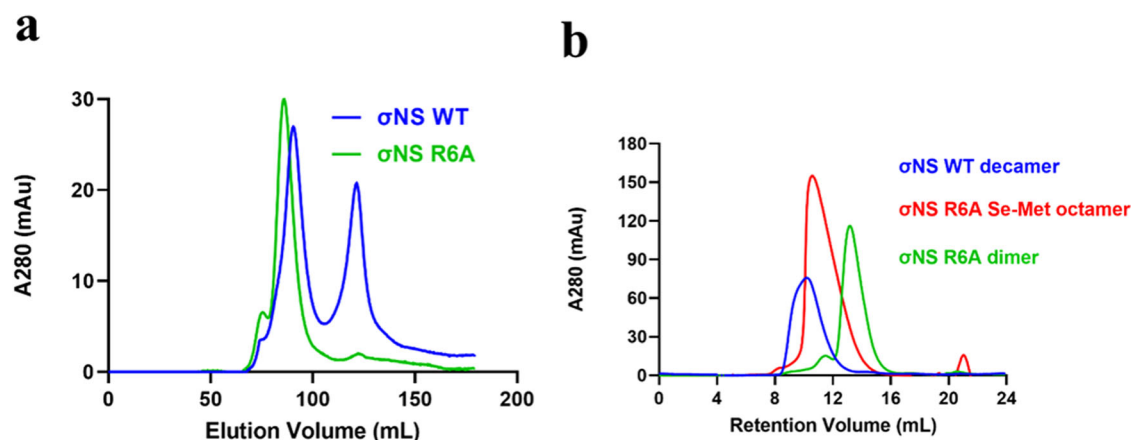 a
30
20
10
0
A280 (mAu)
σNS WT
σNS R6A
0 50 100 150 200
Elution Volume (mL)
b
180
150
120
90
60
30
0
A280 (mAu)
σNS WT decamer
σNS R6A Se-Met octamer
σNS R6A dimer
0 4 8 12 16 20 24
Retention Volume (mL)